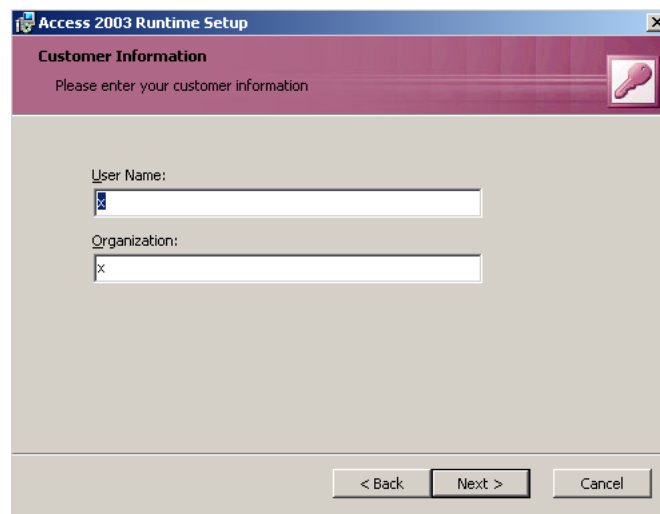 Access 2003 Runtime Setup
Customer Information
Please enter your customer information
User Name:
x
Organization:
x
< Back
Next >
Cancel